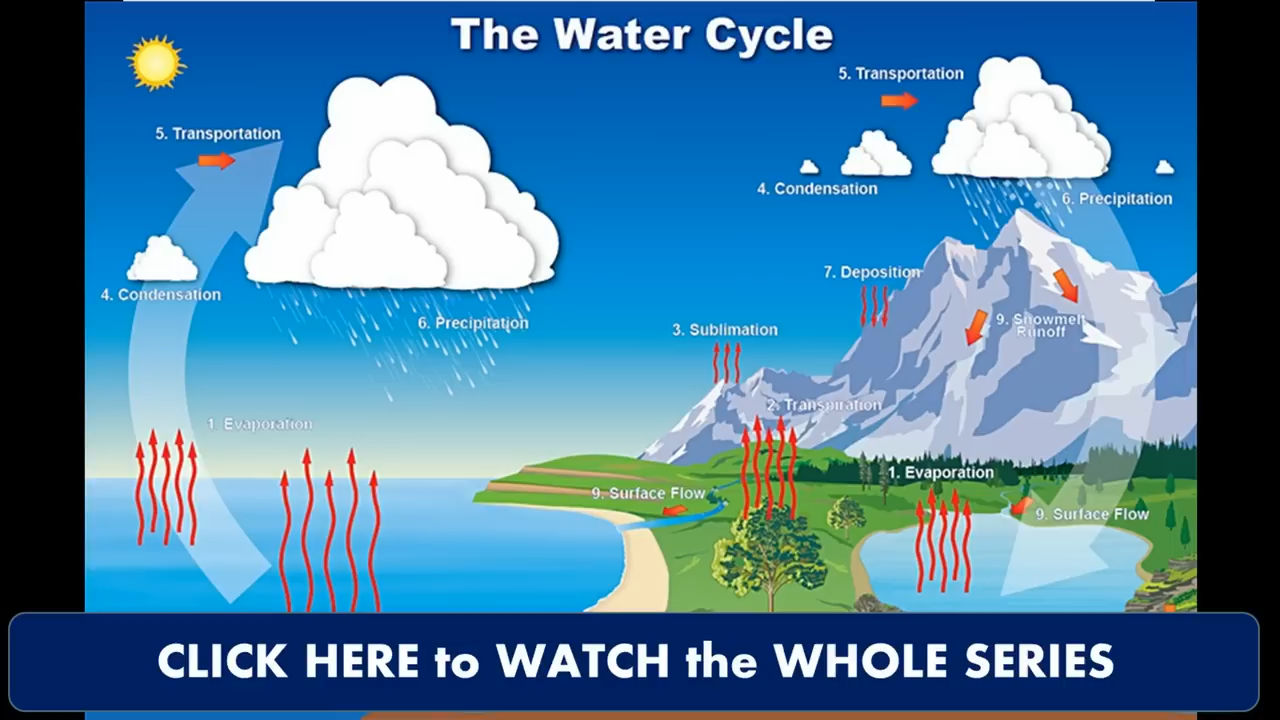 The Water Cycle
5. Transportation
5. Transportation
4. Condensation
6. Precipitation
7. Deposition
4. Condensation
6. Precipitation
3. Sublimation
9. Snowmelt
Runoff
2. Transpiration
1. Evaporation
1. Evaporation
9. Surface Flow
9. Surface Flow
CLICK HERE to WATCH the WHOLE SERIES